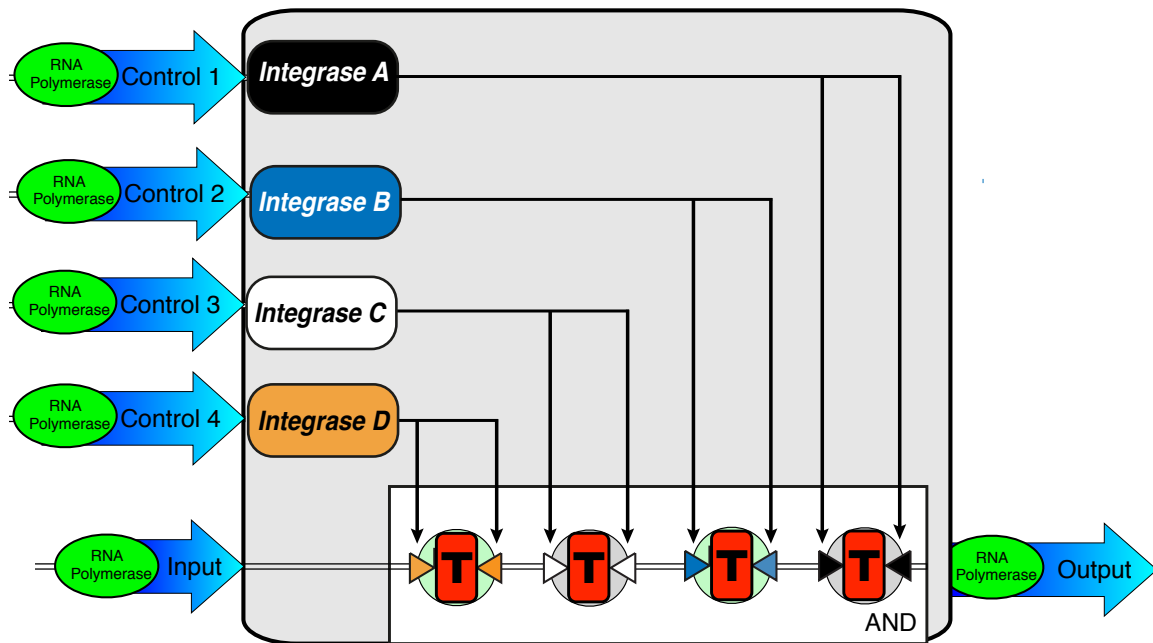 RNA
Polymerase
Control 1
Integrase A
RNA
Polymerase
Control 2
Integrase B
RNA
Polymerase
Control 3
Integrase C
RNA
Polymerase
Control 4
Integrase D
RNA
Polymerase
Input
T
T
T
T
AND
RNA
Polymerase
Output